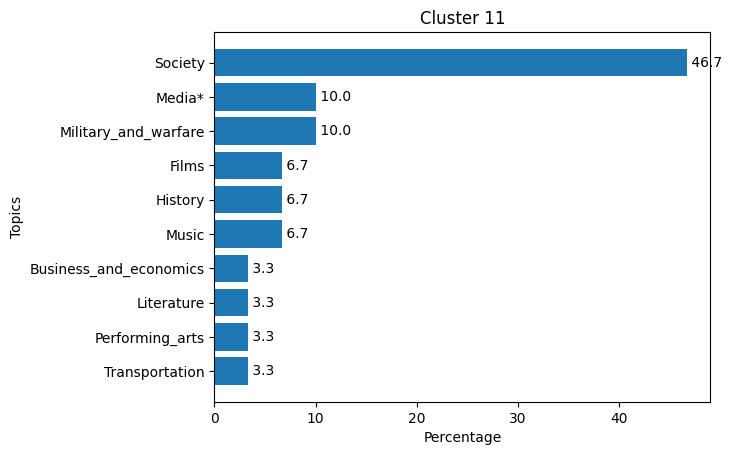 Cluster 11
Topics
Society 46.7
Media* 10.0
Military_and_warfare 10.0
Films 6.7
History 6.7
Music 6.7
Business_and_economics 3.3
Literature 3.3
Performing_arts 3.3
Transportation 3.3
0 10 20 30 40
Percentage